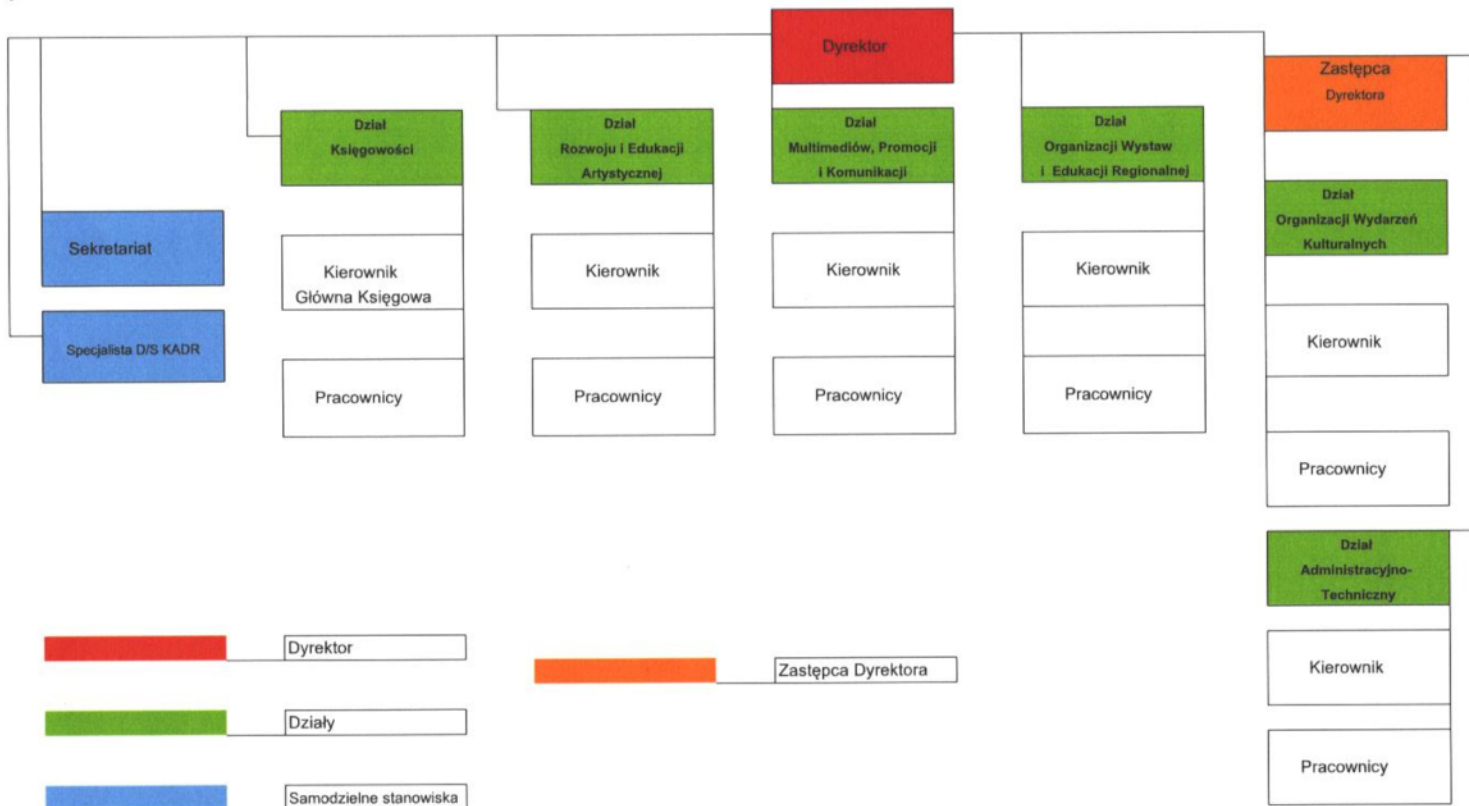 Dyrektor
Zastępca
Dyrektora
Dział
Księgowości
Dział
Rozwoju i Edukacji
Artystycznej
Dział
Multimediów, Promocji
i Komunikacji
Dział
Organizacji Wystaw
i Edukacji Regionalnej
Dział
Organizacji Wydarzeń
Kulturalnych
Sekretariat
Specjalista D/S KADR
Kierownik
Główna Księgowa
Kierownik
Kierownik
Kierownik
Kierownik
Pracownicy
Pracownicy
Pracownicy
Pracownicy
Pracownicy
Dział
Administracyjno-
Techniczny
Kierownik
Pracownicy
Dyrektor
Zastępca Dyrektora
Działy
Samodzielne stanowiska